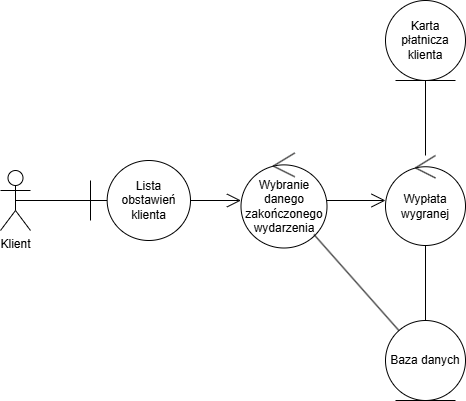 Karta
płatnicza
klienta
Lista
obstawień
klienta
Wybranie
danego
zakończonego
wydarzenia
Wypłata
wygranej
Klient
Baza danych